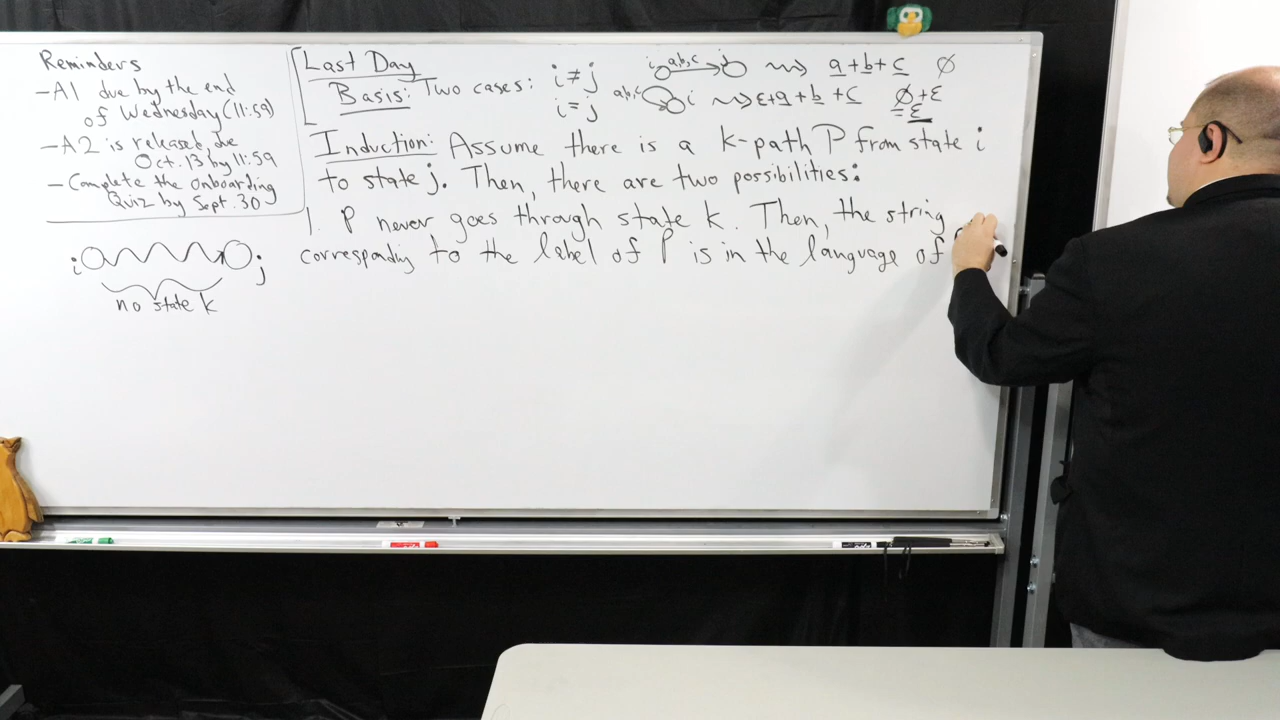 Reminders
- A1 due by the end
of Wednesday (11:59)
- A2 is released, due
Oct. 13 by 11:59
- Complete the Onboarding
Quiz by Sept. 30
Last Day
Basis: Two cases: i ≠ j
i = j
i a,b,c j ⇝ a + b + c ∅
a,b,c i ⇝ ε + a + b + c ∅ + ε
= ε
Induction: Assume there is a k-path P from state i
to state j. Then, there are two possibilities:
1. P never goes through state k. Then, the string
corresponding to the label of P is in the language of
i j
no state k